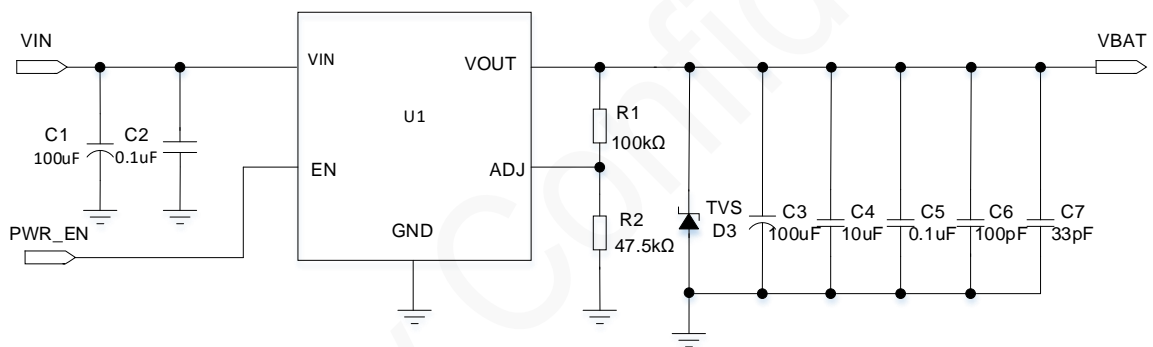 VIN
VIN
VOUT
VBAT
U1
C1
100uF
C2
0.1uF
R1
100kΩ
EN
ADJ
PWR_EN
GND
R2
47.5kΩ
TVS
D3
C3
100uF
C4
10uF
C5
0.1uF
C6
100pF
C7
33pF